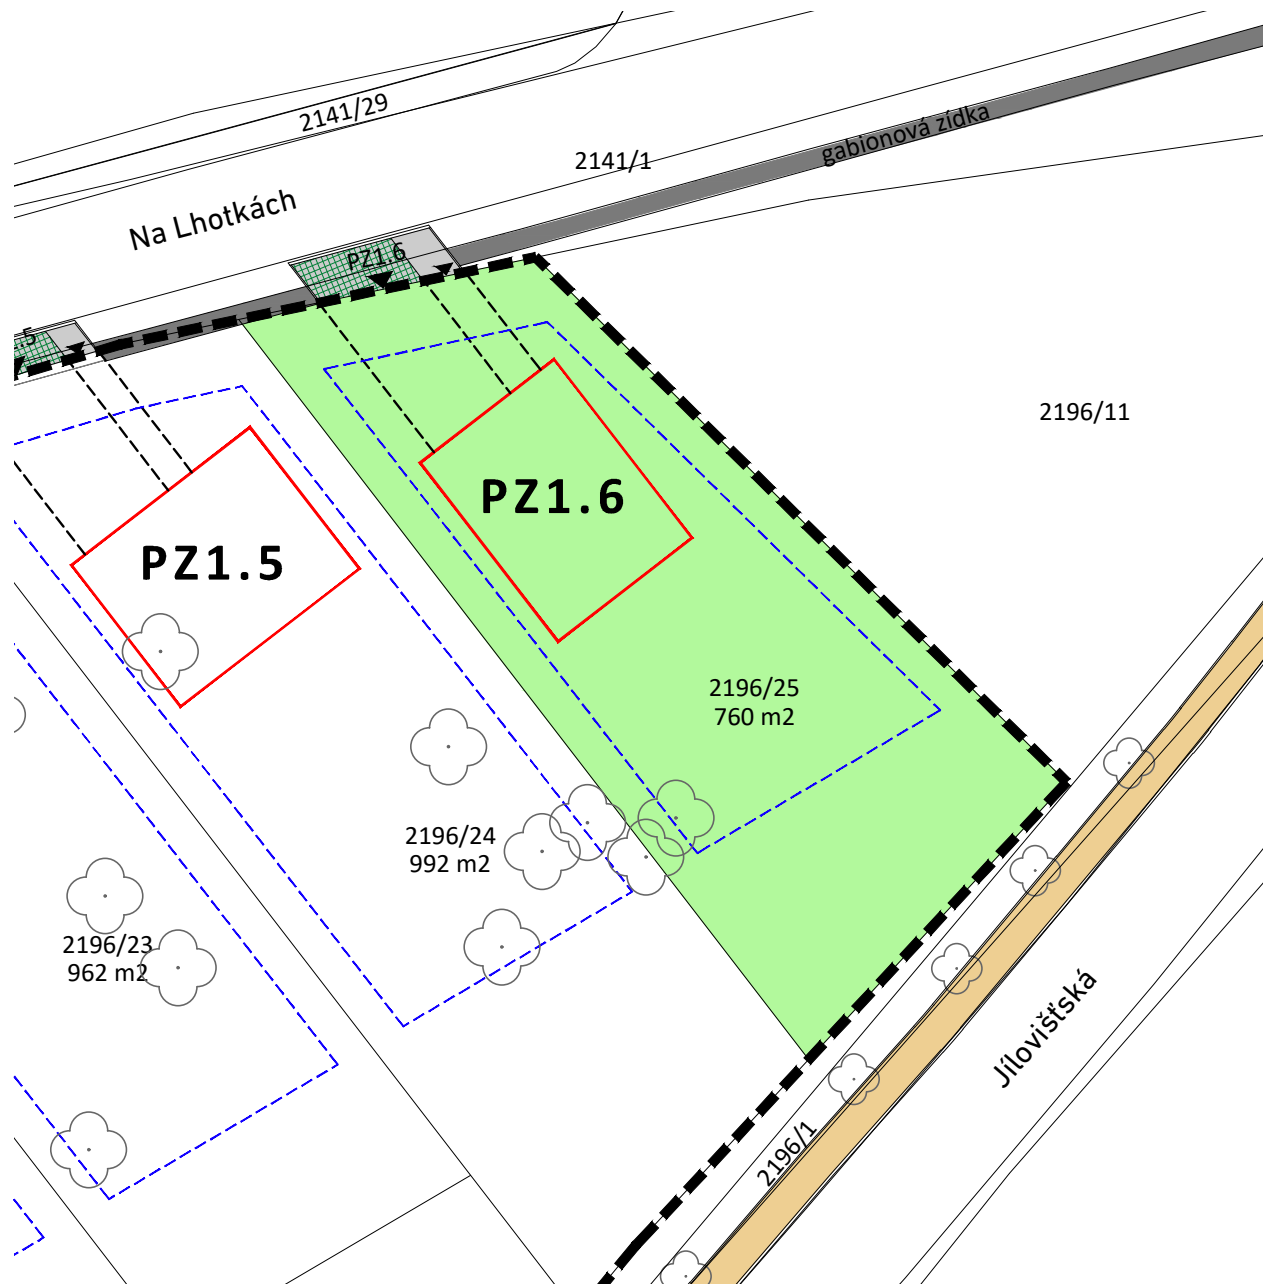 2141/29
2141/1
gabionová zídka
Na Lhotkách
PZ1.6
.5
2196/11
PZ1.6
PZ1.5
2196/25
760 m2
2196/24
992 m2
2196/23
962 m2
Jílovišťská
2196/1